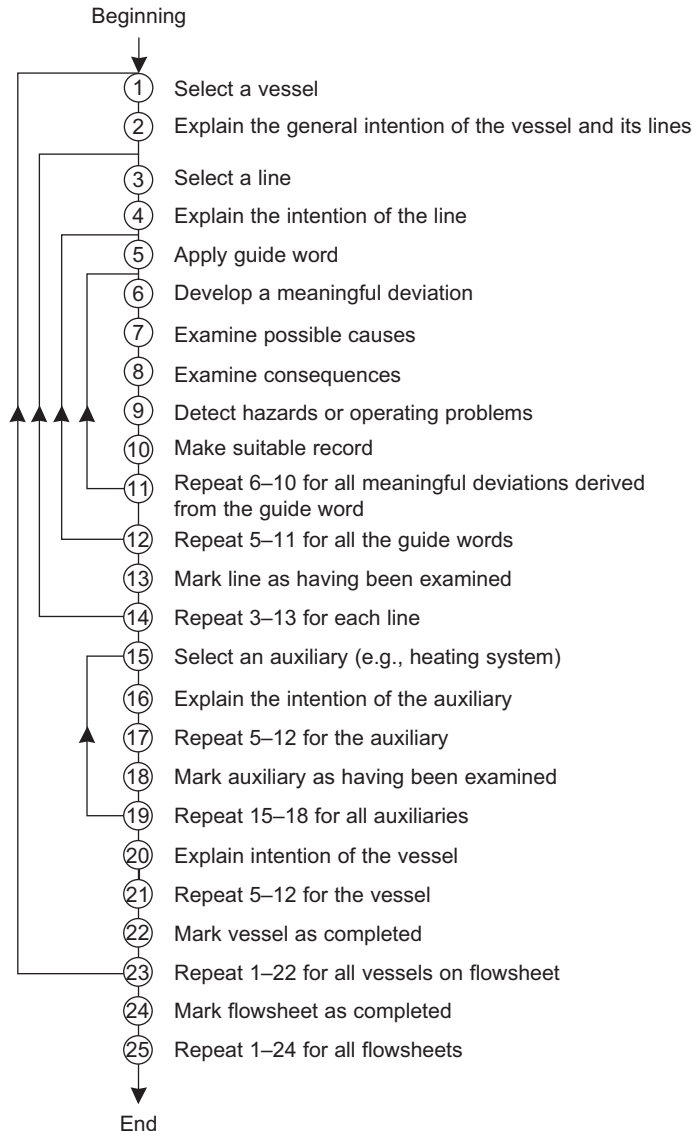 Beginning
1 Select a vessel
2 Explain the general intention of the vessel and its lines
3 Select a line
4 Explain the intention of the line
5 Apply guide word
6 Develop a meaningful deviation
7 Examine possible causes
8 Examine consequences
9 Detect hazards or operating problems
10 Make suitable record
11 Repeat 6–10 for all meaningful deviations derived
from the guide word
12 Repeat 5–11 for all the guide words
13 Mark line as having been examined
14 Repeat 3–13 for each line
15 Select an auxiliary (e.g., heating system)
16 Explain the intention of the auxiliary
17 Repeat 5–12 for the auxiliary
18 Mark auxiliary as having been examined
19 Repeat 15–18 for all auxiliaries
20 Explain intention of the vessel
21 Repeat 5–12 for the vessel
22 Mark vessel as completed
23 Repeat 1–22 for all vessels on flowsheet
24 Mark flowsheet as completed
25 Repeat 1–24 for all flowsheets
End